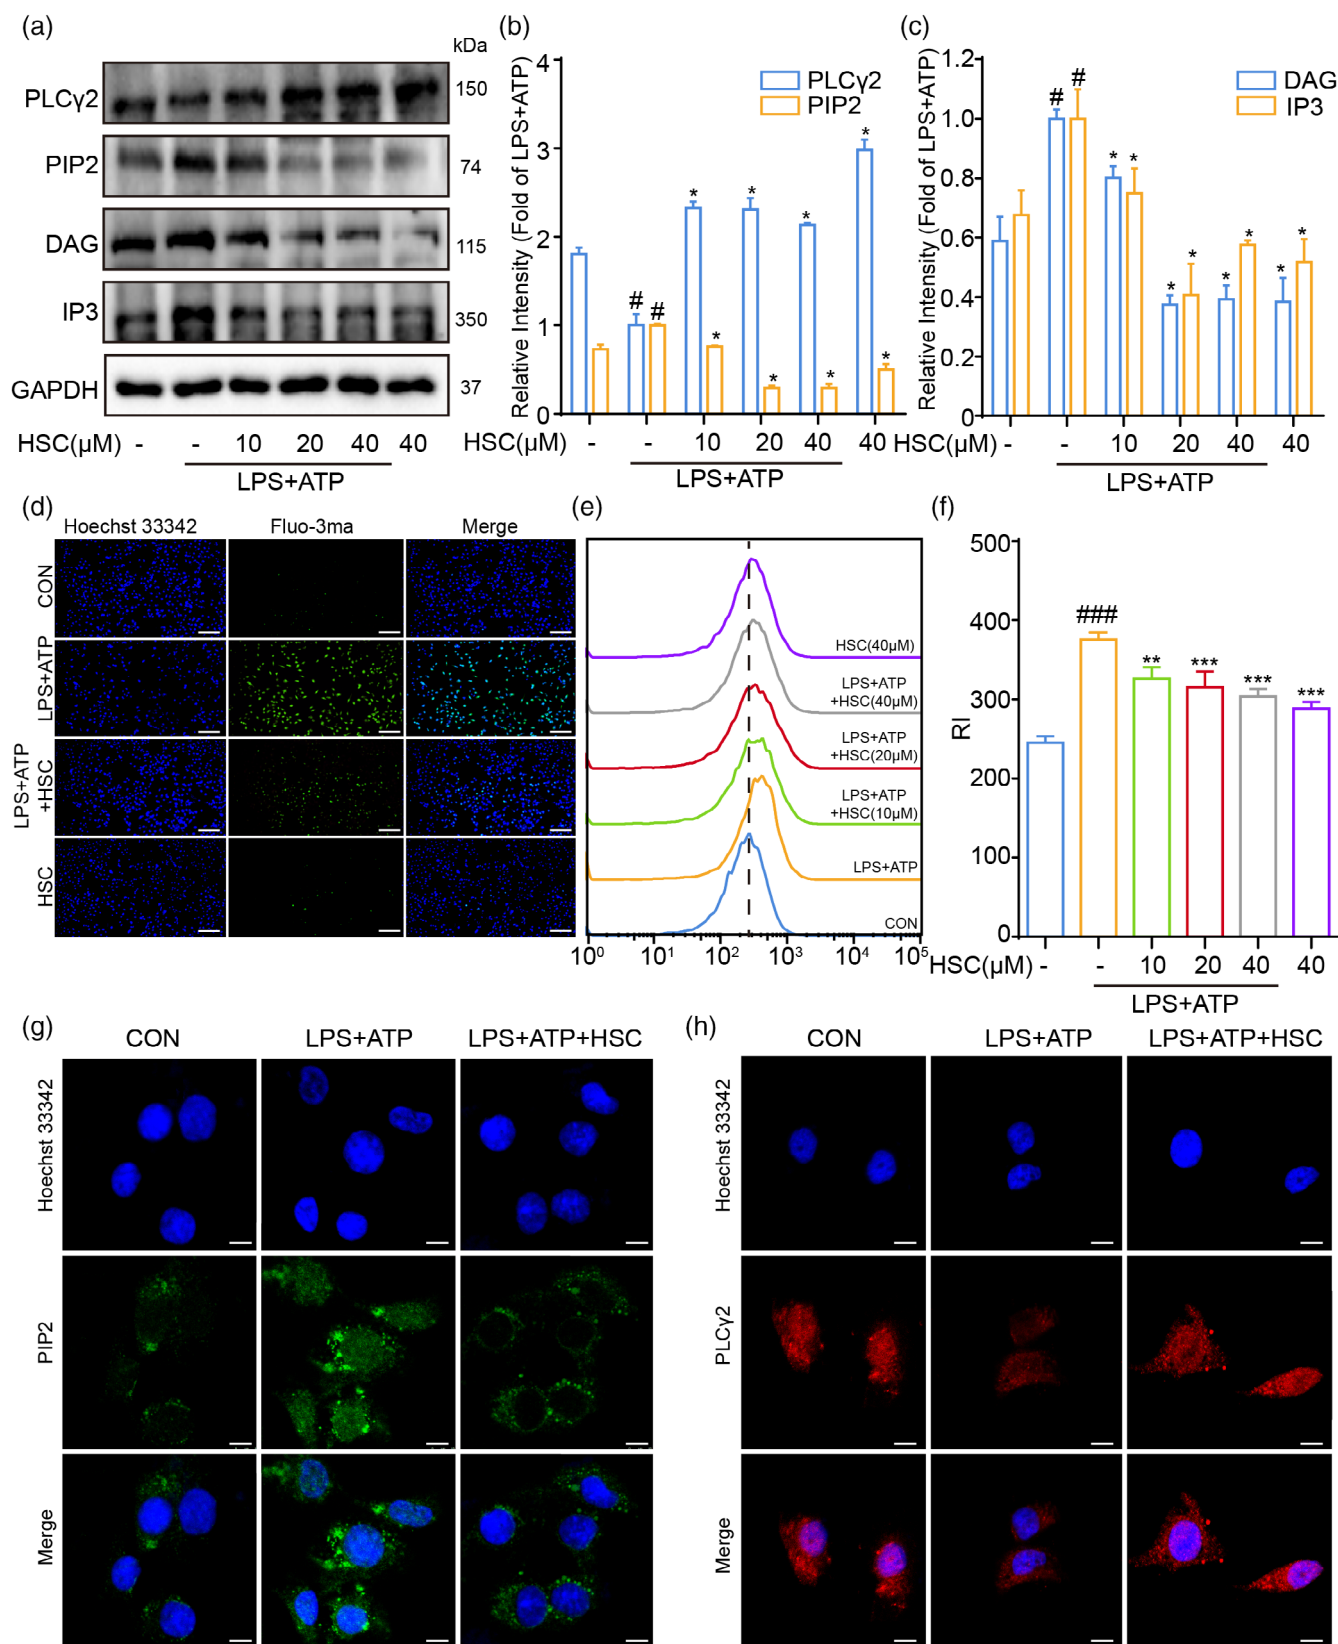 (a)
kDa
PLCγ2
150
PIP2
74
DAG
115
IP3
350
GAPDH
37
HSC(μM) - - 10 20 40 40
LPS+ATP
(b)
Relative Intensity (Fold of LPS+ATP)
4
3
2
1
0
PLCγ2
PIP2
# #
* * * * * * * *
HSC(μM) - - 10 20 40 40
LPS+ATP
(c)
Relative Intensity (Fold of LPS+ATP)
1.2
1.0
0.8
0.6
0.4
0.2
0
DAG
IP3
# #
* * * * * * * *
HSC(μM) - - 10 20 40 40
LPS+ATP
(d)
Hoechst 33342 Fluo-3ma Merge
CON
LPS+ATP
LPS+ATP
+HSC
HSC
(e)
HSC(40μM)
LPS+ATP
+HSC(40μM)
LPS+ATP
+HSC(20μM)
LPS+ATP
+HSC(10μM)
LPS+ATP
CON
10⁰ 10¹ 10² 10³ 10⁴ 10⁵
(f)
RI
500
400
300
200
100
0
### ** *** *** ***
HSC(μM) - - 10 20 40 40
LPS+ATP
(g)
CON LPS+ATP LPS+ATP+HSC
Hoechst 33342
PIP2
Merge
(h)
CON LPS+ATP LPS+ATP+HSC
Hoechst 33342
PLCγ2
Merge